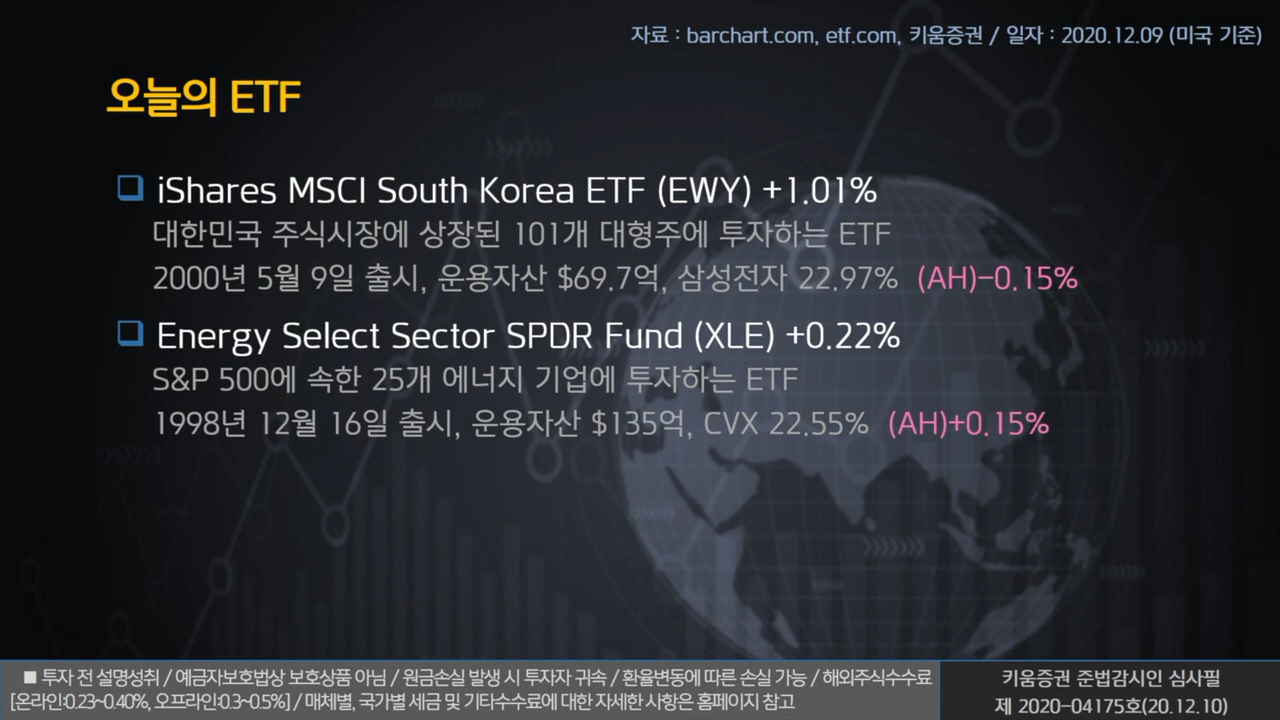 자료 : barchart.com, etf.com, 키움증권 / 일자 : 2020.12.09 (미국 기준)
오늘의 ETF
❏ iShares MSCI South Korea ETF (EWY) +1.01%
대한민국 주식시장에 상장된 101개 대형주에 투자하는 ETF
2000년 5월 9일 출시, 운용자산 $69.7억, 삼성전자 22.97% (AH)-0.15%
❏ Energy Select Sector SPDR Fund (XLE) +0.22%
S&P 500에 속한 25개 에너지 기업에 투자하는 ETF
1998년 12월 16일 출시, 운용자산 $135억, CVX 22.55% (AH)+0.15%
■ 투자 전 설명성취 / 예금자보호법상 보호상품 아님 / 원금손실 발생 시 투자자 귀속 / 환율변동에 따른 손실 가능 / 해외주식수수료
[온라인:0.23~0.40%, 오프라인:0.3~0.5%] / 매체별, 국가별 세금 및 기타수수료에 대한 자세한 사항은 홈페이지 참고
키움증권 준법감시인 심사필
제 2020-04175호(20.12.10)